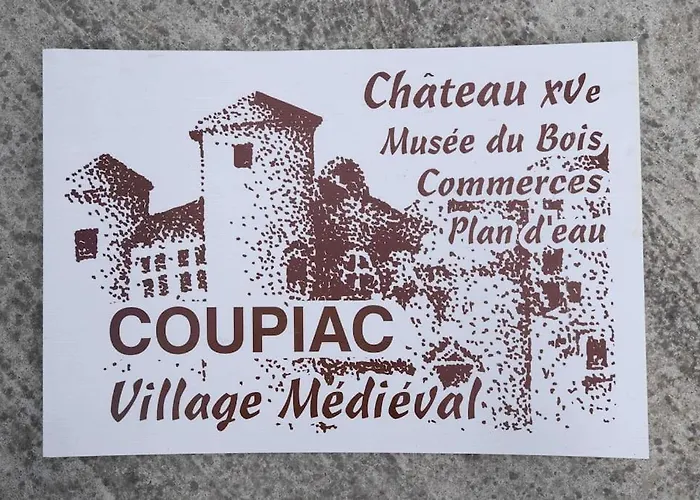 Château XVe
Musée du Bois
Commerces
Plan d'eau
COUPIAC
Village Médiéval